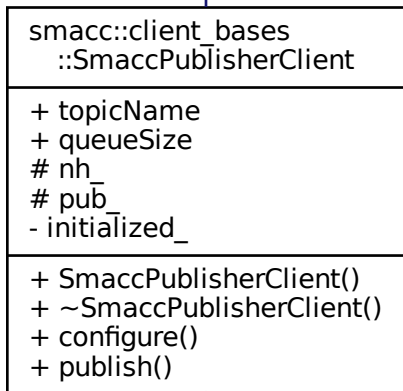 smacc::client_bases
::SmaccPublisherClient
+ topicName
+ queueSize
# nh_
# pub_
- initialized_
+ SmaccPublisherClient()
+ ~SmaccPublisherClient()
+ configure()
+ publish()